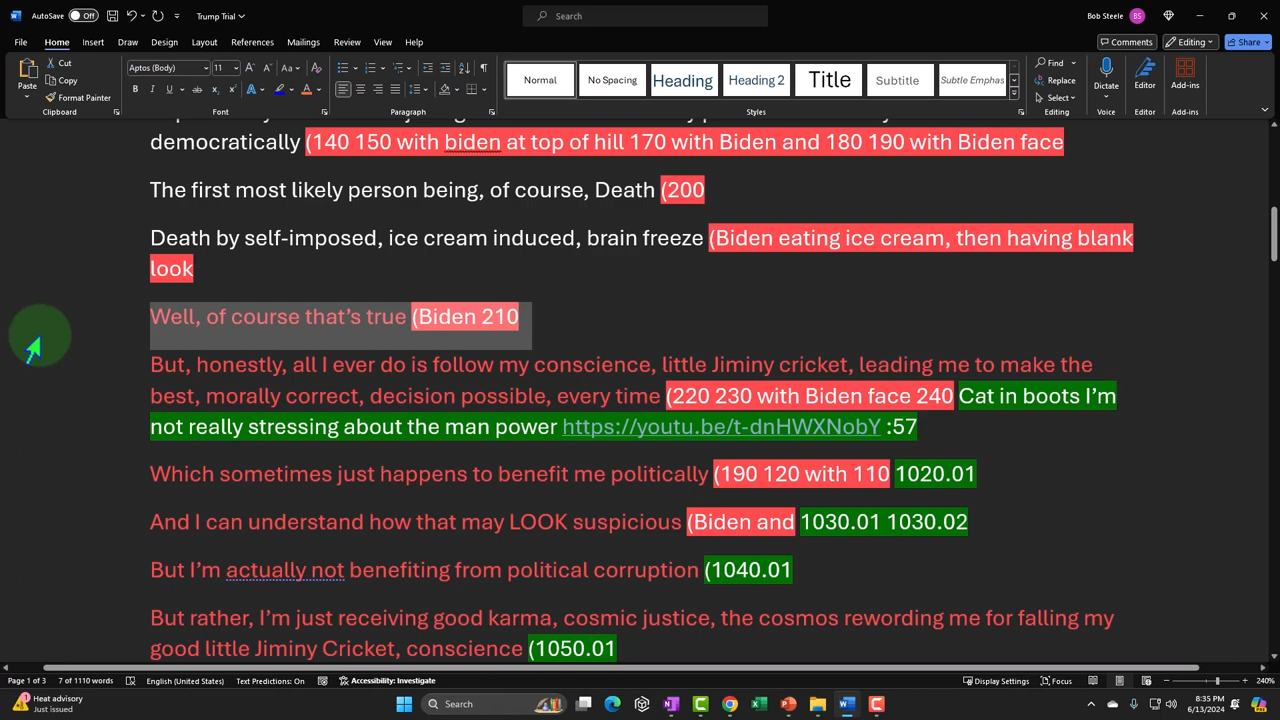 AutoSave Off Trump Trial Search Bob Steele BS
File Home Insert Draw Design Layout References Mailings Review View Help Comments Editing Share
Paste Cut Copy Format Painter Clipboard
Aptos (Body) 11 Font
Paragraph
Normal No Spacing Heading Heading 2 Title Subtitle Subtle Emphas Styles
Find Replace Select Editing
Dictate Voice
Editor Editor
Add-ins Add-ins
democratically (140 150 with biden at top of hill 170 with Biden and 180 190 with Biden face
The first most likely person being, of course, Death (200
Death by self-imposed, ice cream induced, brain freeze (Biden eating ice cream, then having blank
look
Well, of course that's true (Biden 210
But, honestly, all I ever do is follow my conscience, little Jiminy cricket, leading me to make the
best, morally correct, decision possible, every time (220 230 with Biden face 240 Cat in boots I'm
not really stressing about the man power https://youtu.be/t-dnHWXNobY :57
Which sometimes just happens to benefit me politically (190 120 with 110 1020.01
And I can understand how that may LOOK suspicious (Biden and 1030.01 1030.02
But I'm actually not benefiting from political corruption (1040.01
But rather, I'm just receiving good karma, cosmic justice, the cosmos rewording me for falling my
good little Jiminy Cricket, conscience (1050.01
Page 1 of 3 7 of 1110 words English (United States) Text Predictions: On Accessibility: Investigate Display Settings Focus 240%
Heat advisory
Just issued
Search
8:35 PM
6/13/2024